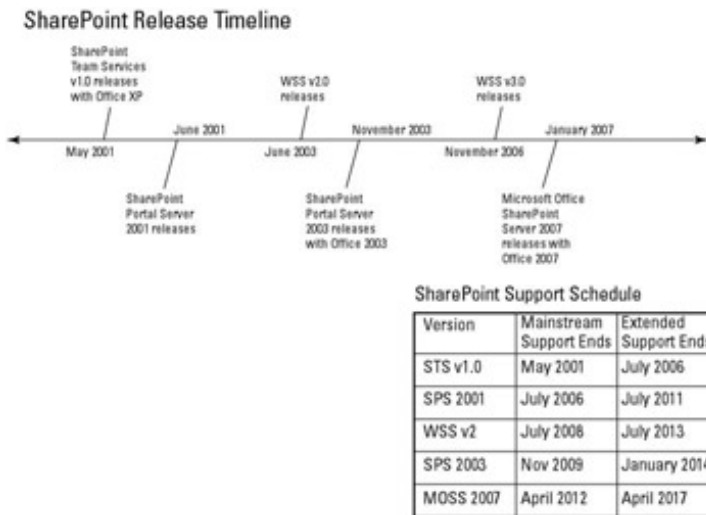 SharePoint Release Timeline
SharePoint
Team Services
v1.0 releases
with Office XP
WSS v2.0
releases
WSS v3.0
releases
June 2001
November 2003
January 2007
May 2001
June 2003
November 2006
SharePoint
Portal Server
2001 releases
SharePoint
Portal Server
2003 releases
with Office 2003
Microsoft Office
SharePoint
Server 2007
releases with
Office 2007
SharePoint Support Schedule
Version Mainstream Support Ends Extended Support Ends
STS v1.0 May 2001 July 2006
SPS 2001 July 2006 July 2011
WSS v2 July 2008 July 2013
SPS 2003 Nov 2009 January 2014
MOSS 2007 April 2012 April 2017